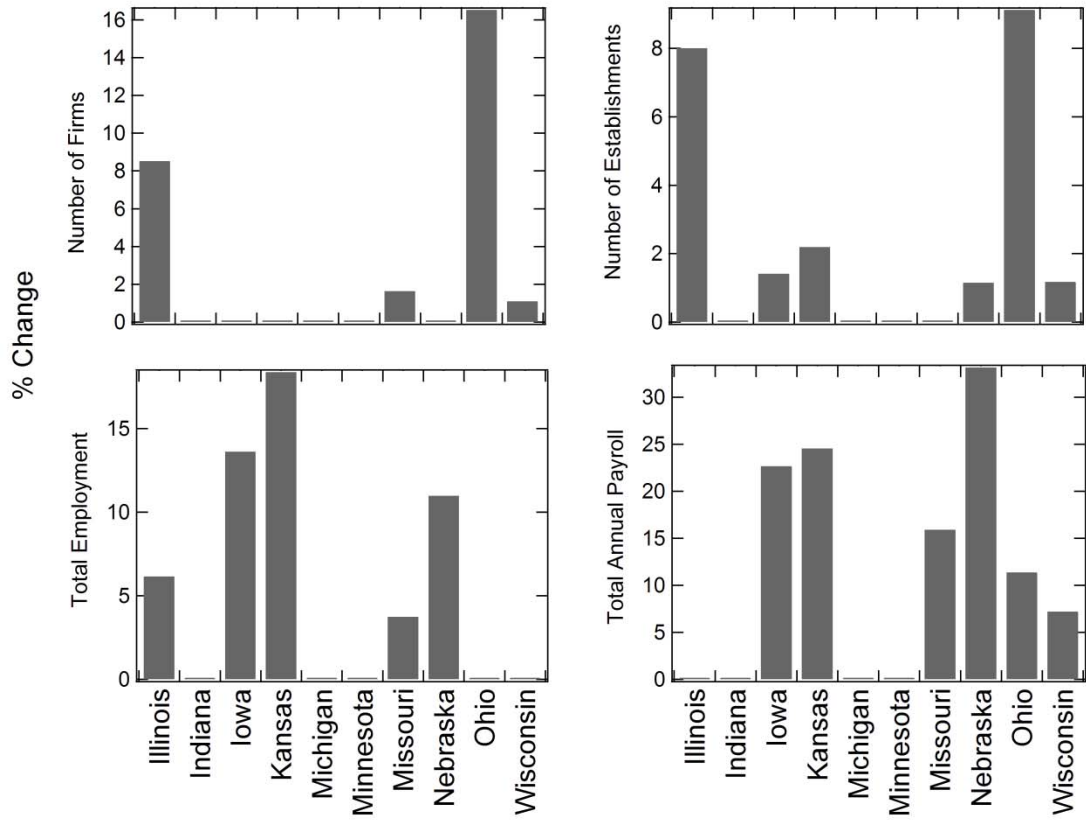 % Change
Number of Firms
16
14
12
10
8
6
4
2
0
Number of Establishments
8
6
4
2
0
Total Employment
15
10
5
0
Illinois
Indiana
Iowa
Kansas
Michigan
Minnesota
Missouri
Nebraska
Ohio
Wisconsin
Total Annual Payroll
30
25
20
15
10
5
0
Illinois
Indiana
Iowa
Kansas
Michigan
Minnesota
Missouri
Nebraska
Ohio
Wisconsin